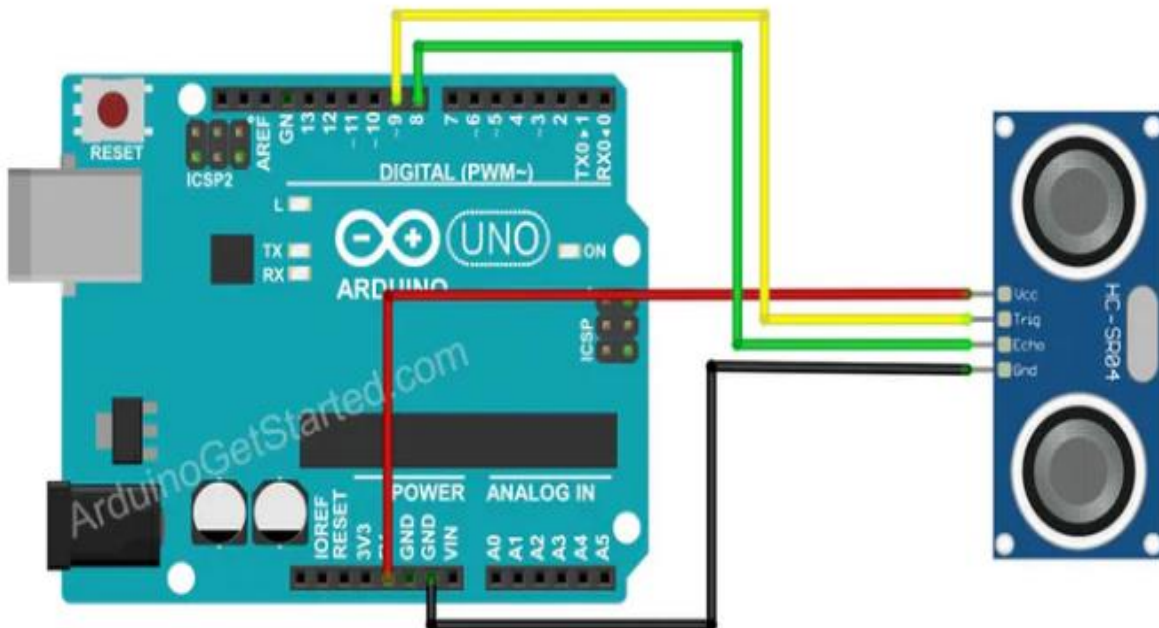 RESET
ICSP2
AREF
GN
13
12
~11
~10
~9
8
7
~6
~5
4
~3
2
TX0▸1
RX0◂0
DIGITAL (PWM~)
L
TX
RX
UNO
ON
ARDUINO
ICSP
ArduinoGetStarted.com
POWER
ANALOG IN
IOREF
RESET
3V3
GND
GND
VIN
A0
A1
A2
A3
A4
A5
Vcc
Trig
Echo
Gnd
HC-SR04